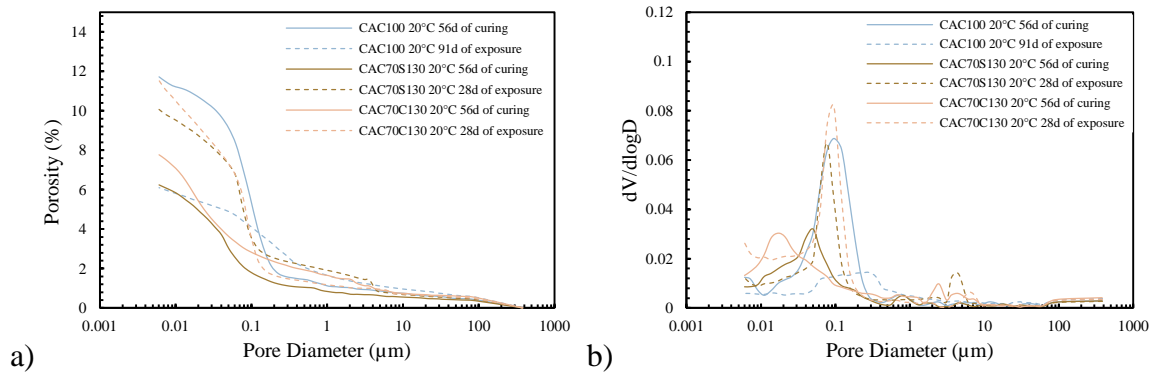 CAC100 20°C 56d of curing
CAC100 20°C 91d of exposure
CAC70S130 20°C 56d of curing
CAC70S130 20°C 28d of exposure
CAC70C130 20°C 56d of curing
CAC70C130 20°C 28d of exposure
14
12
10
8
6
4
2
0
Porosity (%)
0.001 0.01 0.1 1 10 100 1000
Pore Diameter (µm)
a)
CAC100 20°C 56d of curing
CAC100 20°C 91d of exposure
CAC70S130 20°C 56d of curing
CAC70S130 20°C 28d of exposure
CAC70C130 20°C 56d of curing
CAC70C130 20°C 28d of exposure
0.12
0.1
0.08
0.06
0.04
0.02
0
dV/dlogD
0.001 0.01 0.1 1 10 100 1000
Pore Diameter (µm)
b)